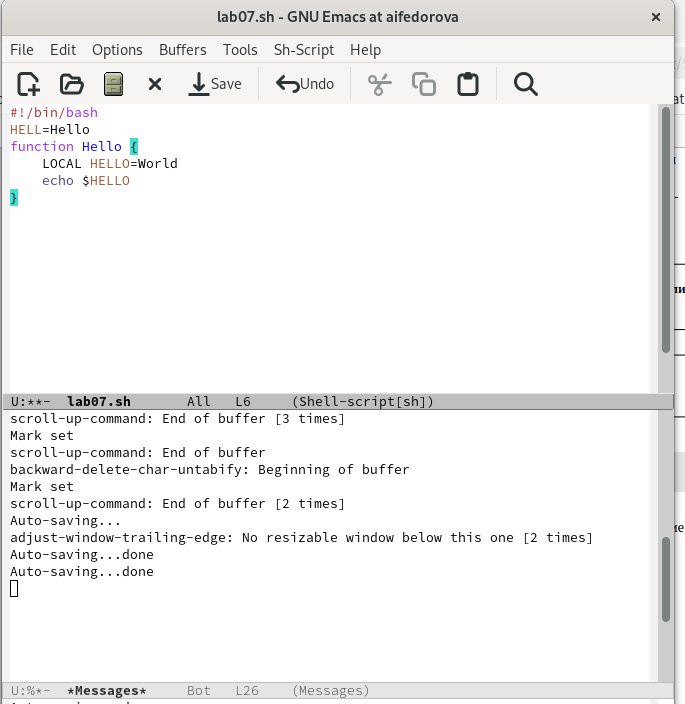 lab07.sh - GNU Emacs at aifedorova ×
File Edit Options Buffers Tools Sh-Script Help
Save Undo
#!/bin/bash
HELL=Hello
function Hello {
    LOCAL HELLO=World
    echo $HELLO
}
U:**-  lab07.sh       All   L6     (Shell-script[sh])
scroll-up-command: End of buffer [3 times]
Mark set
scroll-up-command: End of buffer
backward-delete-char-untabify: Beginning of buffer
Mark set
scroll-up-command: End of buffer [2 times]
Auto-saving...
adjust-window-trailing-edge: No resizable window below this one [2 times]
Auto-saving...done
Auto-saving...done
U:%*-  *Messages*     Bot   L26    (Messages)